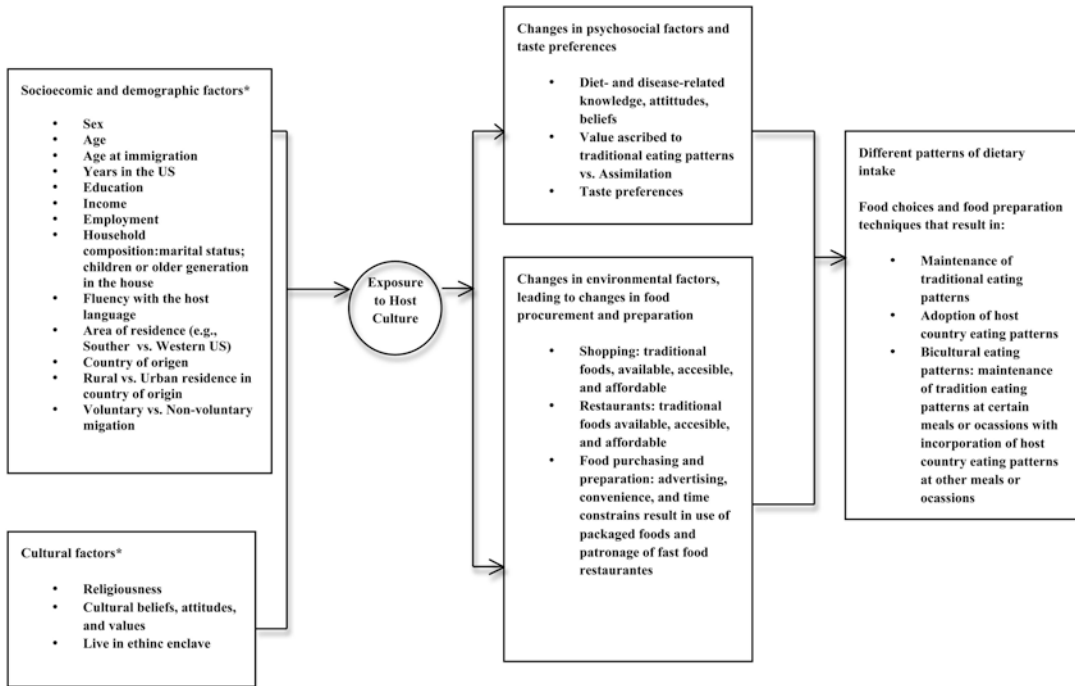 Socioecomic and demographic factors*
• Sex
• Age
• Age at immigration
• Years in the US
• Education
• Income
• Employment
• Household
composition:marital status;
children or older generation
in the house
• Fluency with the host
language
• Area of residence (e.g.,
Souther vs. Western US)
• Country of origen
• Rural vs. Urban residence in
country of origin
• Voluntary vs. Non-voluntary
migation
Cultural factors*
• Religiousness
• Cultural beliefs, attitudes,
and values
• Live in ethinc enclave
Exposure
to Host
Culture
Changes in psychosocial factors and
taste preferences
• Diet- and disease-related
knowledge, attitudes,
beliefs
• Value ascribed to
traditional eating patterns
vs. Assimilation
• Taste preferences
Changes in environmental factors,
leading to changes in food
procurement and preparation
• Shopping: traditional
foods, available, accesible,
and affordable
• Restaurants: traditional
foods available, accesible,
and affordable
• Food purchasing and
preparation: advertising,
convenience, and time
constrains result in use of
packaged foods and
patronage of fast food
restaurantes
Different patterns of dietary
intake
Food choices and food preparation
techniques that result in:
• Maintenance of
traditional eating
patterns
• Adoption of host
country eating patterns
• Bicultural eating
patterns: maintenance
of tradition eating
patterns at certain
meals or ocassions with
incorporation of host
country eating patterns
at other meals or
ocassions